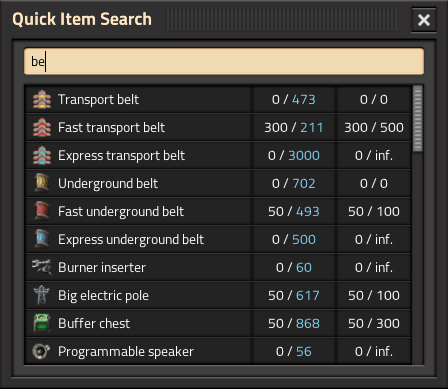 Quick Item Search
be
Transport belt 0 / 473 0 / 0
Fast transport belt 300 / 211 300 / 500
Express transport belt 0 / 3000 0 / inf.
Underground belt 0 / 702 0 / 0
Fast underground belt 50 / 493 50 / 100
Express underground belt 0 / 500 0 / inf.
Burner inserter 0 / 60 0 / inf.
Big electric pole 50 / 617 50 / 100
Buffer chest 50 / 868 50 / 300
Programmable speaker 0 / 56 0 / inf.